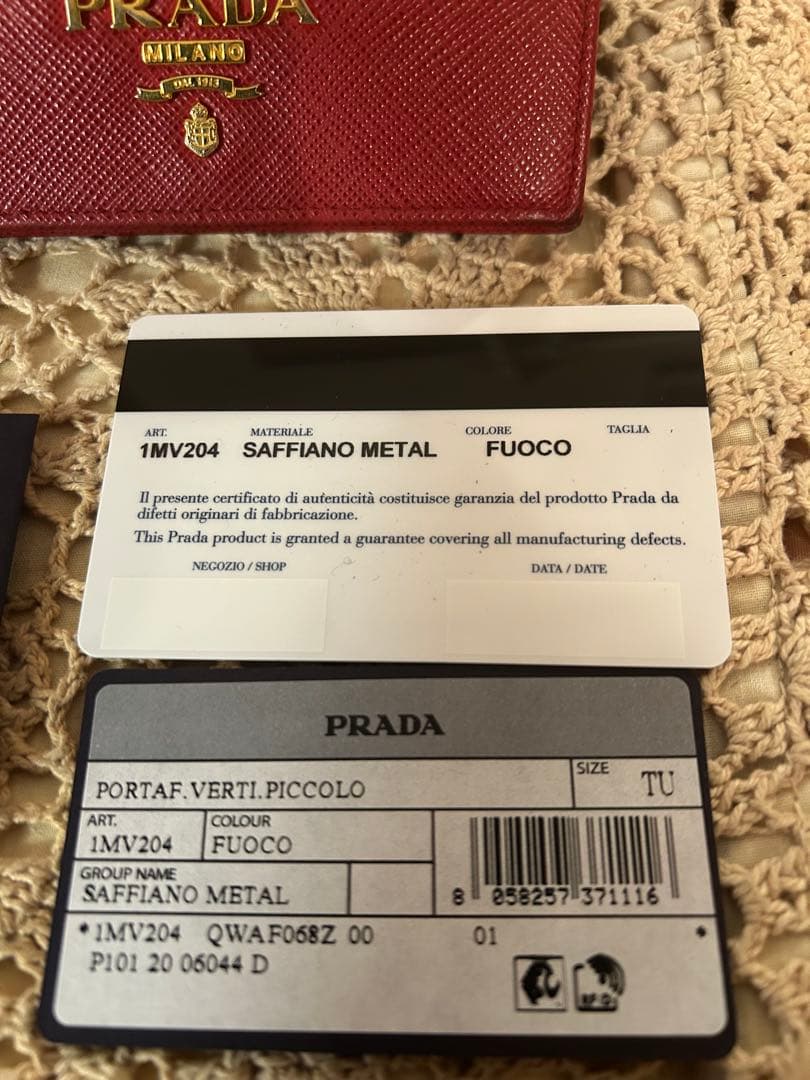 PRADA
MILANO
DAL 1913
ART. MATERIALE COLORE TAGLIA
1MV204 SAFFIANO METAL FUOCO
Il presente certificato di autenticità costituisce garanzia del prodotto Prada da
difetti originari di fabbricazione.
This Prada product is granted a guarantee covering all manufacturing defects.
NEGOZIO / SHOP DATA / DATE
PRADA
PORTAF.VERTI.PICCOLO SIZE TU
ART. COLOUR
1MV204 FUOCO
GROUP NAME
SAFFIANO METAL
8 058257 371116
*1MV204 QWAF068Z 00 01 *
P101 20 06044 D
RFID